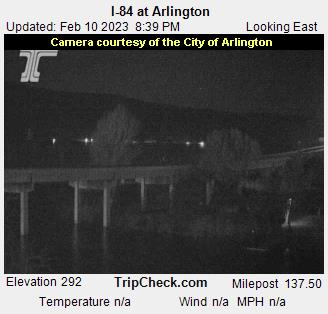 I-84 at Arlington
Updated: Feb 10 2023 8:39 PM Looking East
Camera courtesy of the City of Arlington
Elevation 292 TripCheck.com Milepost 137.50
Temperature n/a Wind n/a MPH n/a